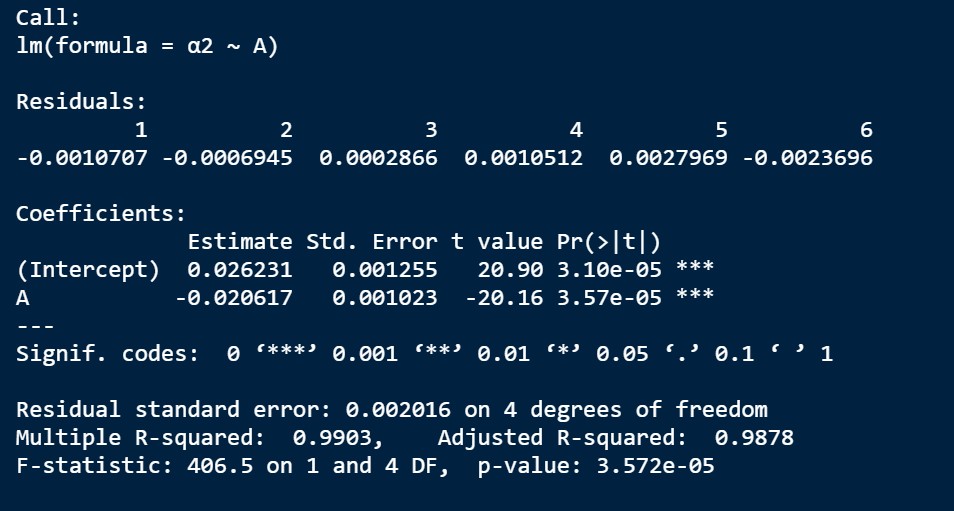 Call:
lm(formula = α2 ~ A)
Residuals:
1 2 3 4 5 6
-0.0010707 -0.0006945 0.0002866 0.0010512 0.0027969 -0.0023696
Coefficients:
Estimate Std. Error t value Pr(>|t|)
(Intercept) 0.026231 0.001255 20.90 3.10e-05 ***
A -0.020617 0.001023 -20.16 3.57e-05 ***
---
Signif. codes: 0 ‘***’ 0.001 ‘**’ 0.01 ‘*’ 0.05 ‘.’ 0.1 ‘ ’ 1
Residual standard error: 0.002016 on 4 degrees of freedom
Multiple R-squared: 0.9903, Adjusted R-squared: 0.9878
F-statistic: 406.5 on 1 and 4 DF, p-value: 3.572e-05